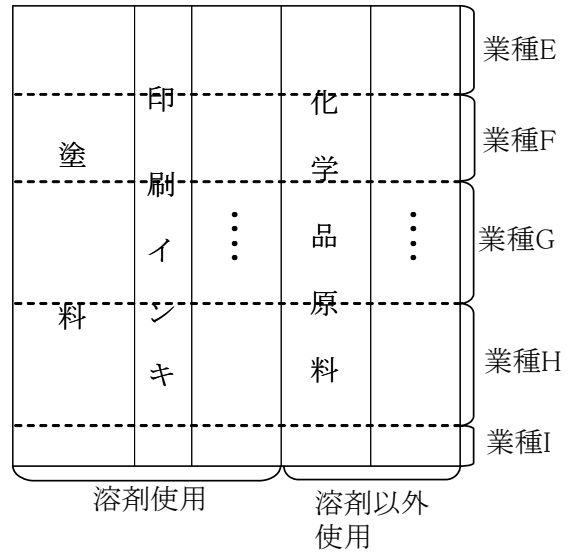 塗料
印刷インキ
化学品原料
業種E
業種F
業種G
業種H
業種I
溶剤使用
溶剤以外
使用